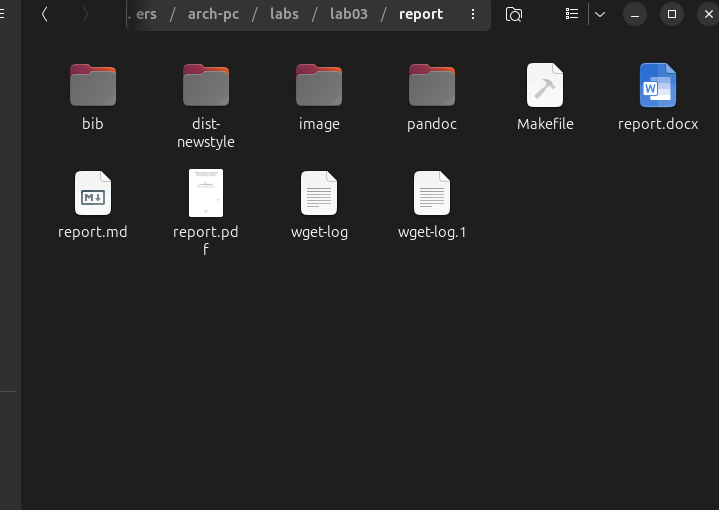 . ers / arch-pc / labs / lab03 / report
bib
dist-
newstyle
image
pandoc
Makefile
W
report.docx
M
report.md
report.pd
f
wget-log
wget-log.1